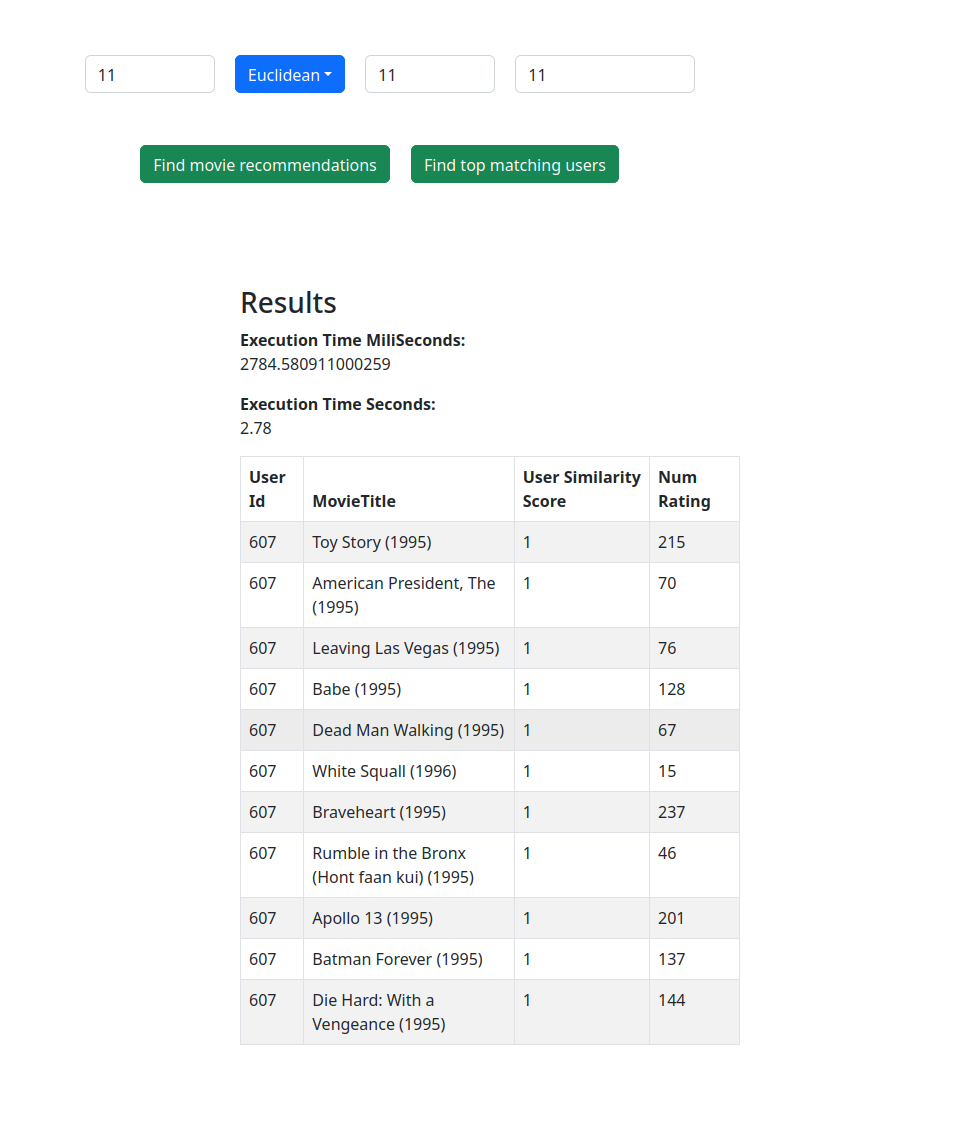 11 Euclidean 11 11
Find movie recommendations Find top matching users
Results
Execution Time MiliSeconds:
2784.580911000259
Execution Time Seconds:
2.78
User Id MovieTitle User Similarity Score Num Rating
607 Toy Story (1995) 1 215
607 American President, The (1995) 1 70
607 Leaving Las Vegas (1995) 1 76
607 Babe (1995) 1 128
607 Dead Man Walking (1995) 1 67
607 White Squall (1996) 1 15
607 Braveheart (1995) 1 237
607 Rumble in the Bronx (Hont faan kui) (1995) 1 46
607 Apollo 13 (1995) 1 201
607 Batman Forever (1995) 1 137
607 Die Hard: With a Vengeance (1995) 1 144